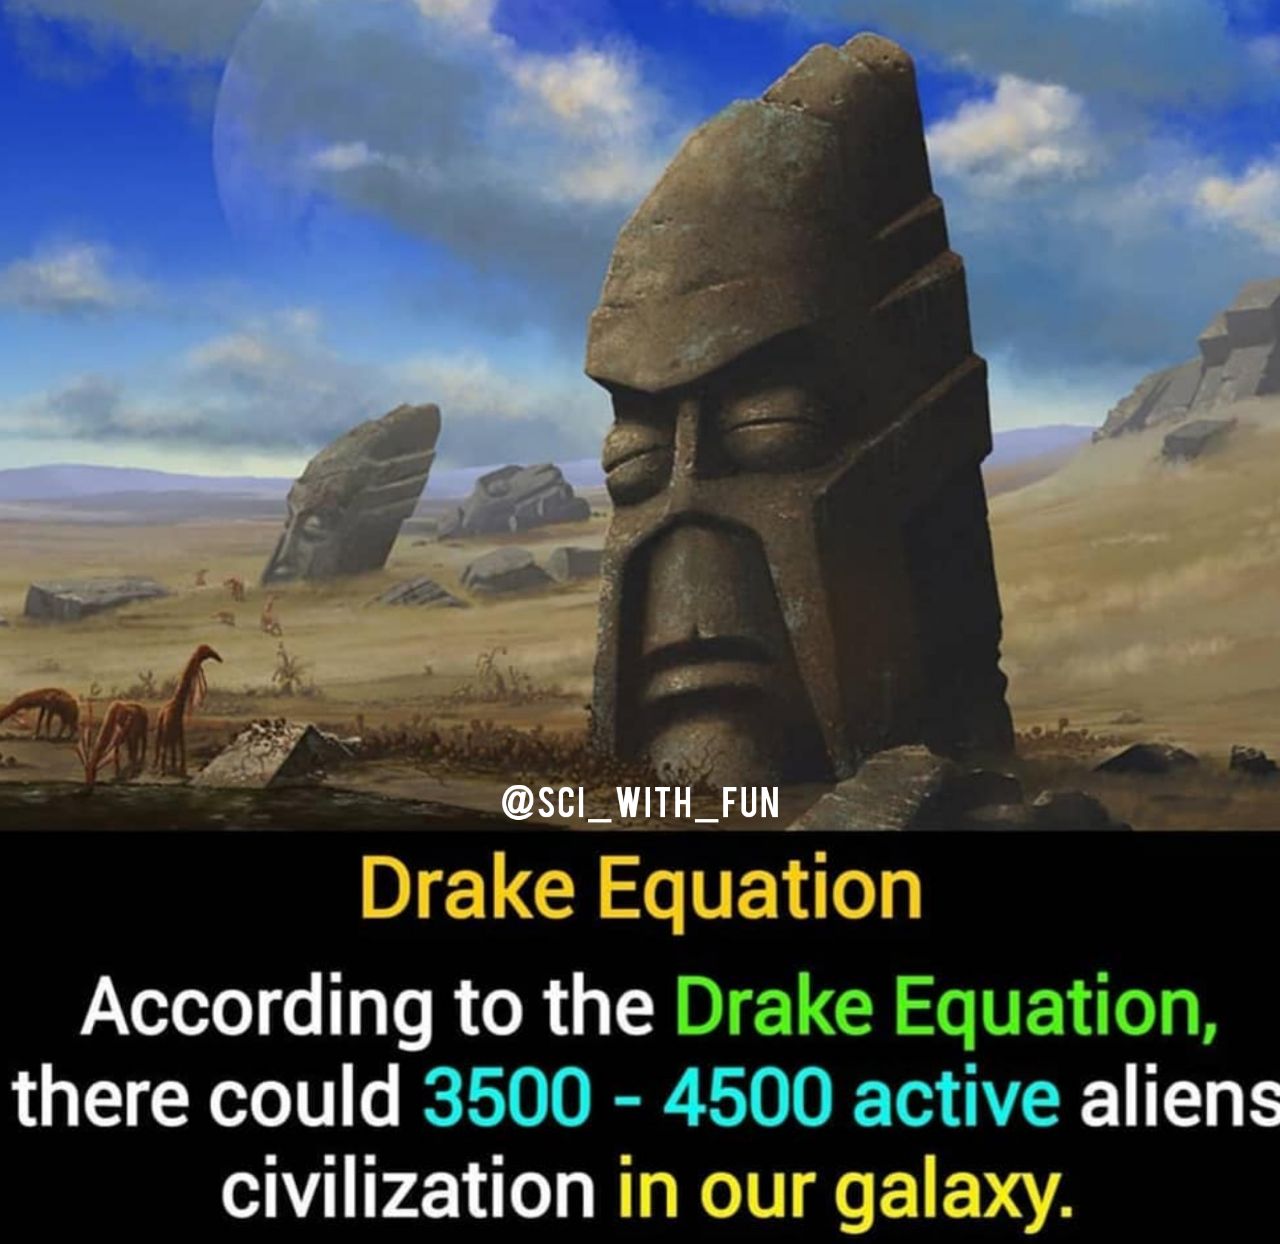 @SCI_WITH_FUN
Drake Equation
According to the Drake Equation,
there could 3500 - 4500 active aliens
civilization in our galaxy.